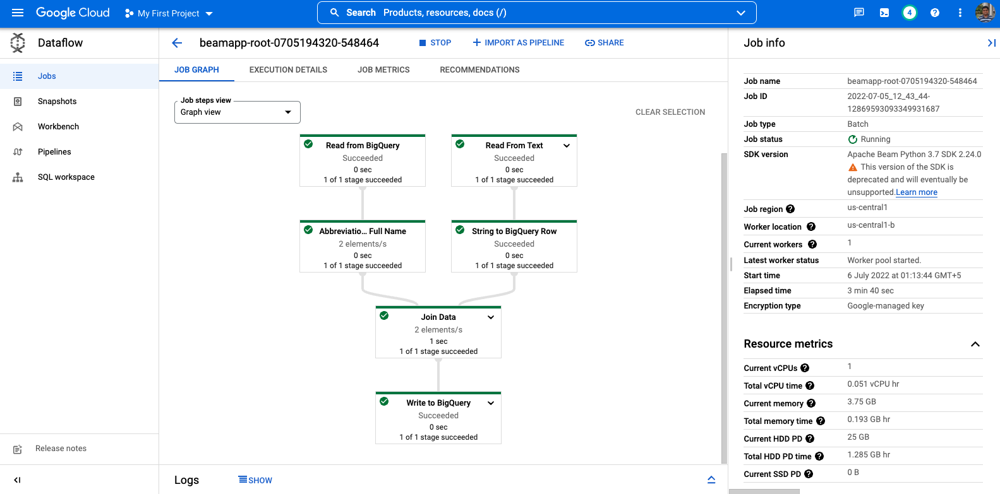 Google Cloud
My First Project
Search Products, resources, docs (/)
4
Dataflow
Jobs
Snapshots
Workbench
Pipelines
SQL workspace
Release notes
beamapp-root-0705194320-548464
STOP
IMPORT AS PIPELINE
SHARE
JOB GRAPH
EXECUTION DETAILS
JOB METRICS
RECOMMENDATIONS
Job steps view
Graph view
CLEAR SELECTION
Read from BigQuery
Succeeded
0 sec
1 of 1 stage succeeded
Read From Text
Succeeded
0 sec
1 of 1 stage succeeded
Abbreviatio... Full Name
2 elements/s
0 sec
1 of 1 stage succeeded
String to BigQuery Row
Succeeded
0 sec
1 of 1 stage succeeded
Join Data
2 elements/s
1 sec
1 of 1 stage succeeded
Write to BigQuery
Succeeded
0 sec
1 of 1 stage succeeded
Logs
SHOW
Job info
Job name beamapp-root-0705194320-548464
Job ID 2022-07-05_12_43_44-
12869593093349931687
Job type Batch
Job status Running
SDK version Apache Beam Python 3.7 SDK 2.24.0
This version of the SDK is
deprecated and will eventually be
unsupported. Learn more
Job region us-central1
Worker location us-central1-b
Current workers 1
Latest worker status Worker pool started.
Start time 6 July 2022 at 01:13:44 GMT+5
Elapsed time 3 min 40 sec
Encryption type Google-managed key
Resource metrics
Current vCPUs 1
Total vCPU time 0.051 vCPU hr
Current memory 3.75 GB
Total memory time 0.193 GB hr
Current HDD PD 25 GB
Total HDD PD time 1.285 GB hr
Current SSD PD 0 B